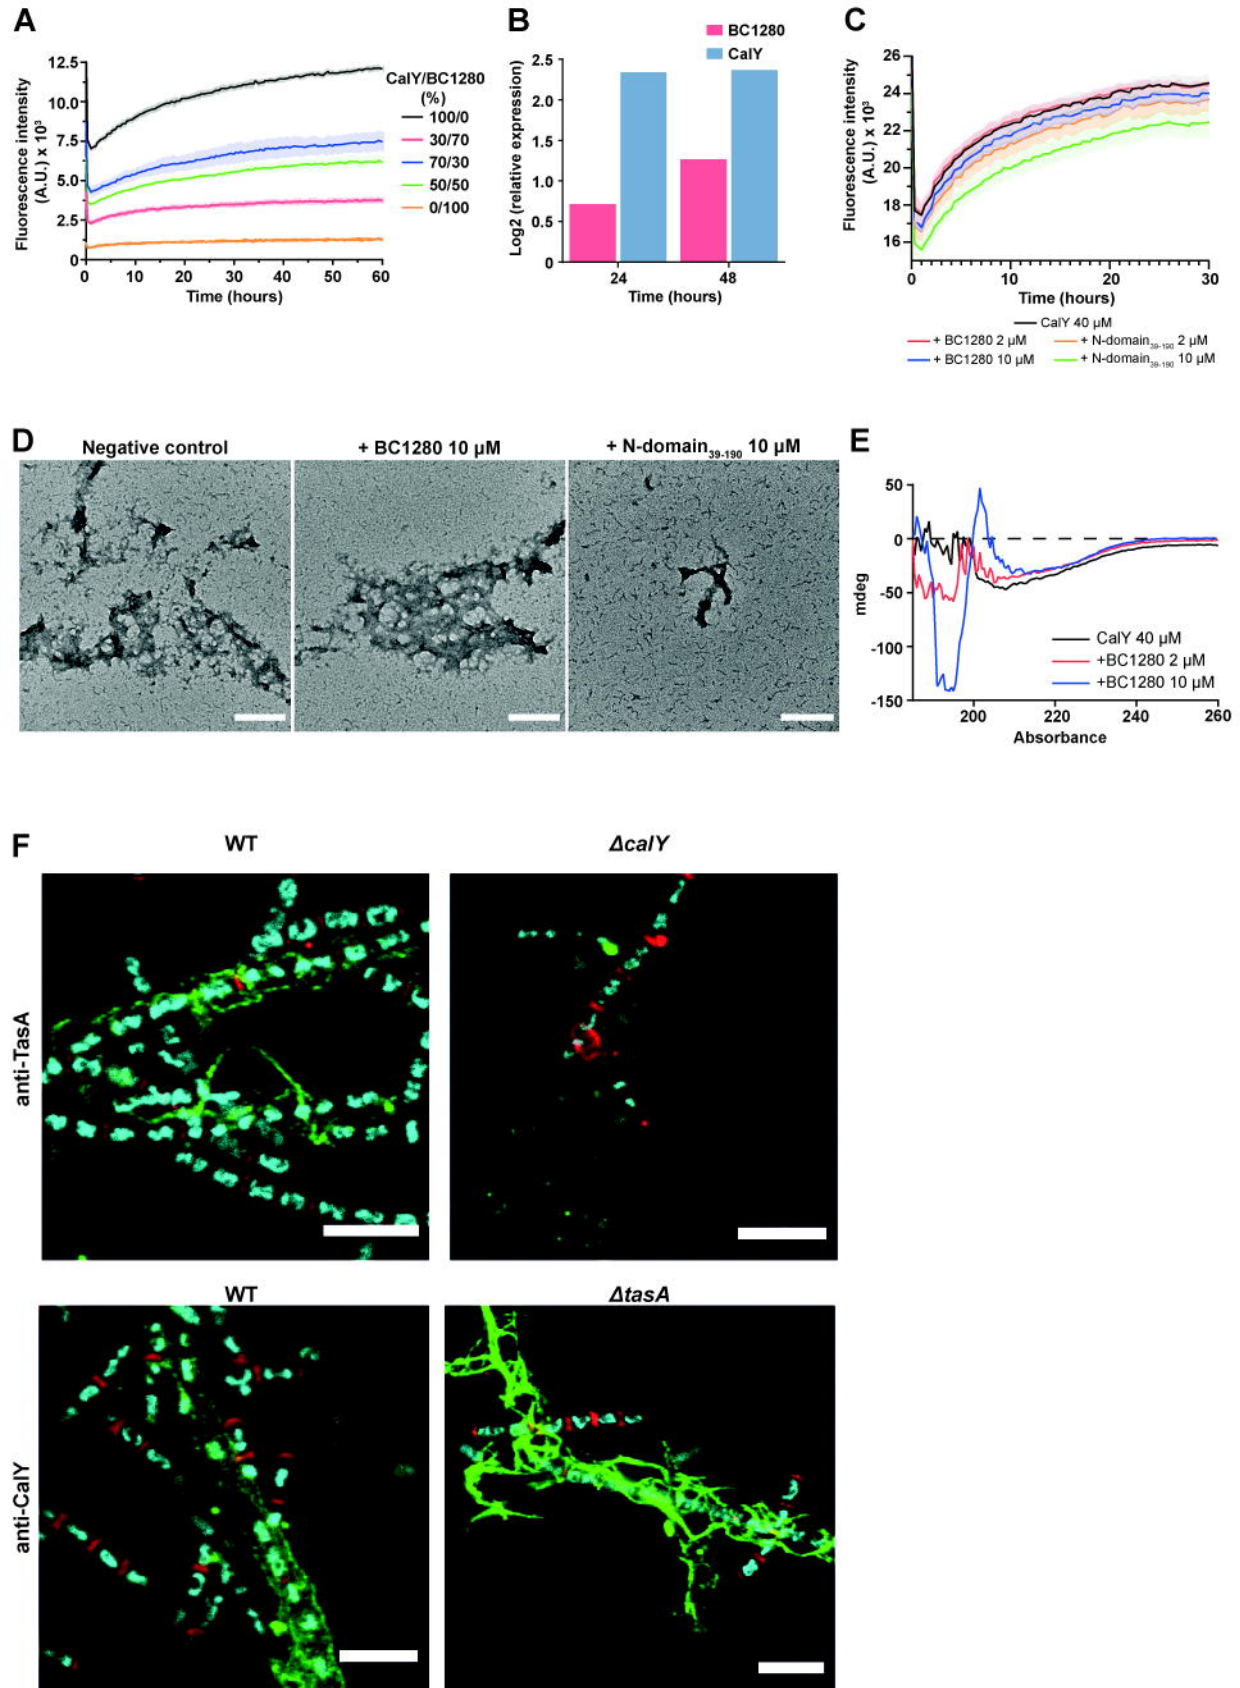 A
Fluorescence intensity
(A.U.) x 10³
12.5
10.0
7.5
5.0
2.5
0
0 10 20 30 40 50 60
Time (hours)
CalY/BC1280
(%)
100/0
30/70
70/30
50/50
0/100
B
BC1280
CalY
Log2 (relative expression)
2.5
2.0
1.5
1.0
0.5
0
24 48
Time (hours)
C
Fluorescence intensity
(A.U.) x 10³
26
24
22
20
18
16
0 10 20 30
Time (hours)
CalY 40 µM
+ BC1280 2 µM
+ N-domain₃₉₋₁₉₀ 2 µM
+ BC1280 10 µM
+ N-domain₃₉₋₁₉₀ 10 µM
D
Negative control
+ BC1280 10 µM
+ N-domain₃₉₋₁₉₀ 10 µM
E
mdeg
50
0
-50
-100
-150
CalY 40 µM
+BC1280 2 µM
+BC1280 10 µM
200 220 240 260
Absorbance
F
WT
ΔcalY
anti-TasA
WT
ΔtasA
anti-CalY